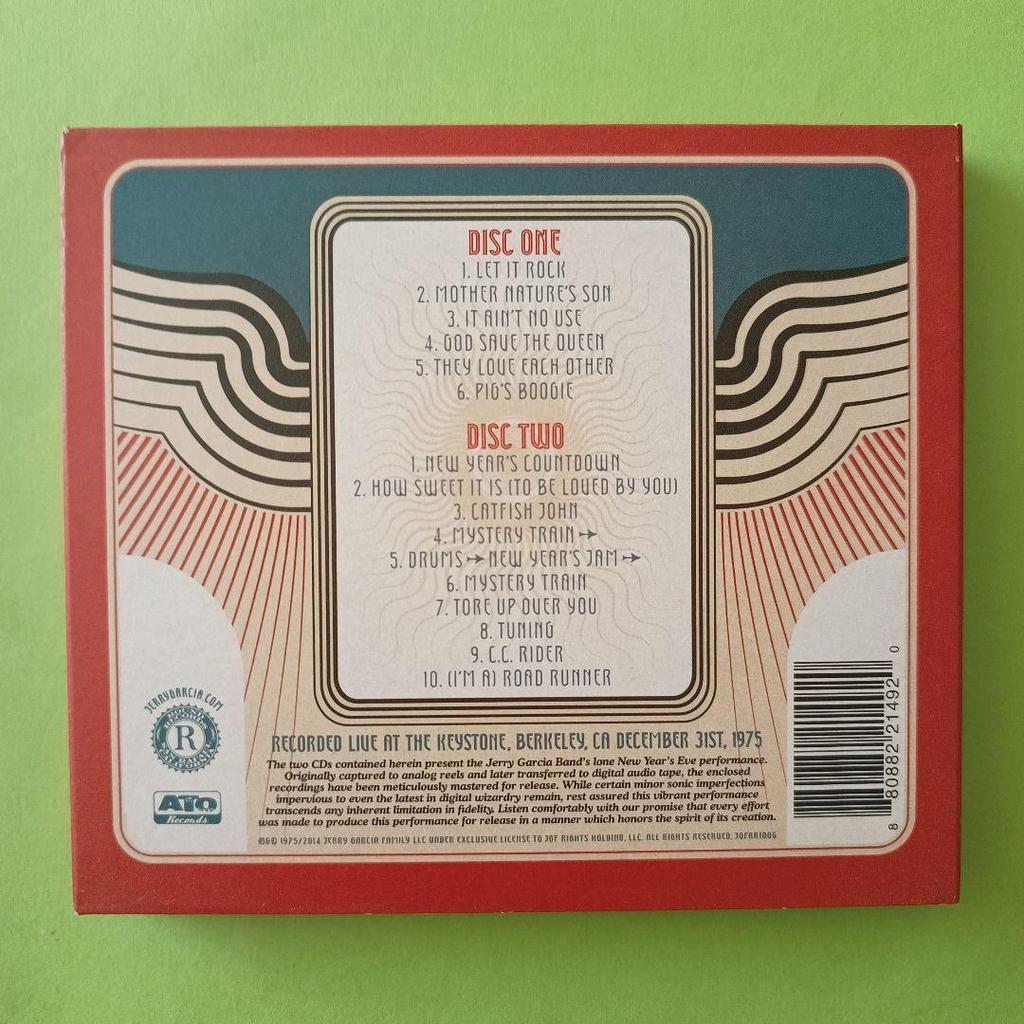 DISC ONE
1. LET IT ROCK
2. MOTHER NATURE'S SON
3. IT AIN'T NO USE
4. GOD SAVE THE QUEEN
5. THEY LOVE EACH OTHER
6. PIG'S BOOGIE
DISC TWO
1. NEW YEAR'S COUNTDOWN
2. HOW SWEET IT IS (TO BE LOVED BY YOU)
3. CATFISH JOHN
4. MYSTERY TRAIN →
5. DRUMS → NEW YEAR'S JAM →
6. MYSTERY TRAIN
7. TORE UP OVER YOU
8. TUNING
9. C.C. RIDER
10. (I'M A) ROAD RUNNER
JERRYGARCIA.COM
R
ATO
Records
RECORDED LIVE AT THE KEYSTONE, BERKELEY, CA DECEMBER 31ST, 1975
The two CDs contained herein present the Jerry Garcia Band's lone New Year's Eve performance.
Originally captured to analog reels and later transferred to digital audio tape, the enclosed
recordings have been meticulously mastered for release. While certain minor sonic imperfections
impervious to even the latest in digital wizardry remain, rest assured this vibrant performance
transcends any inherent limitation in fidelity. Listen comfortably with our promise that every effort
was made to produce this performance for release in a manner which honors the spirit of its creation.
℗© 1975/2014 JERRY GARCIA FAMILY LLC UNDER EXCLUSIVE LICENSE TO JGF RIGHTS HOLDING, LLC. ALL RIGHTS RESERVED. JGFRR1006
8 80882 21492 0